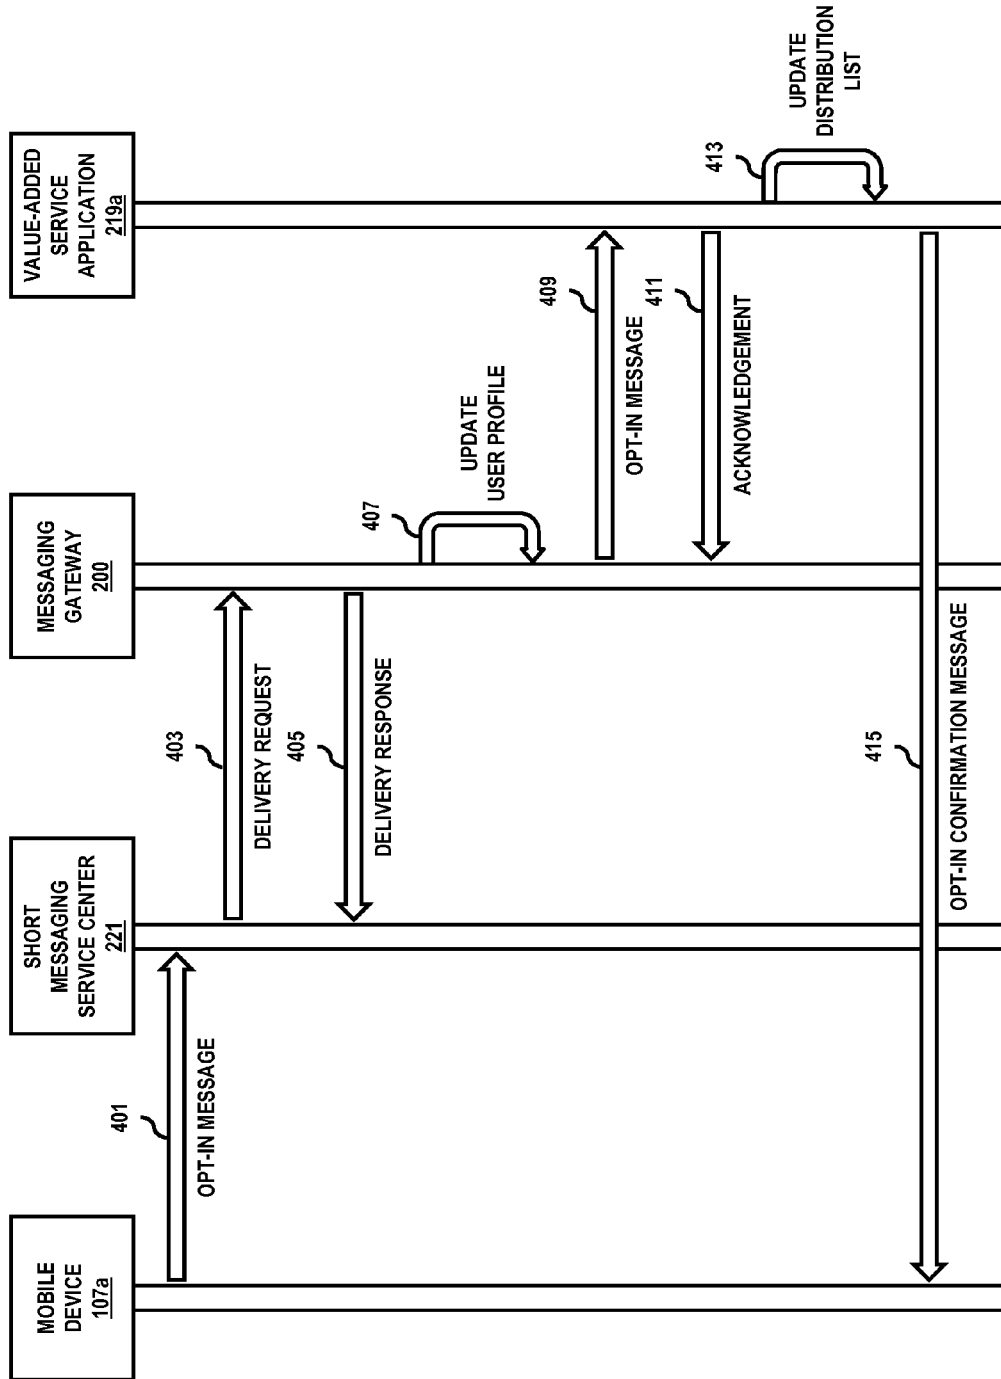 MOBILE
DEVICE
107a
SHORT
MESSAGING
SERVICE CENTER
221
MESSAGING
GATEWAY
200
VALUE-ADDED
SERVICE
APPLICATION
219a
401
OPT-IN MESSAGE
403
DELIVERY REQUEST
405
DELIVERY RESPONSE
407
UPDATE
USER PROFILE
409
OPT-IN MESSAGE
411
ACKNOWLEDGEMENT
413
UPDATE
DISTRIBUTION
LIST
415
OPT-IN CONFIRMATION MESSAGE